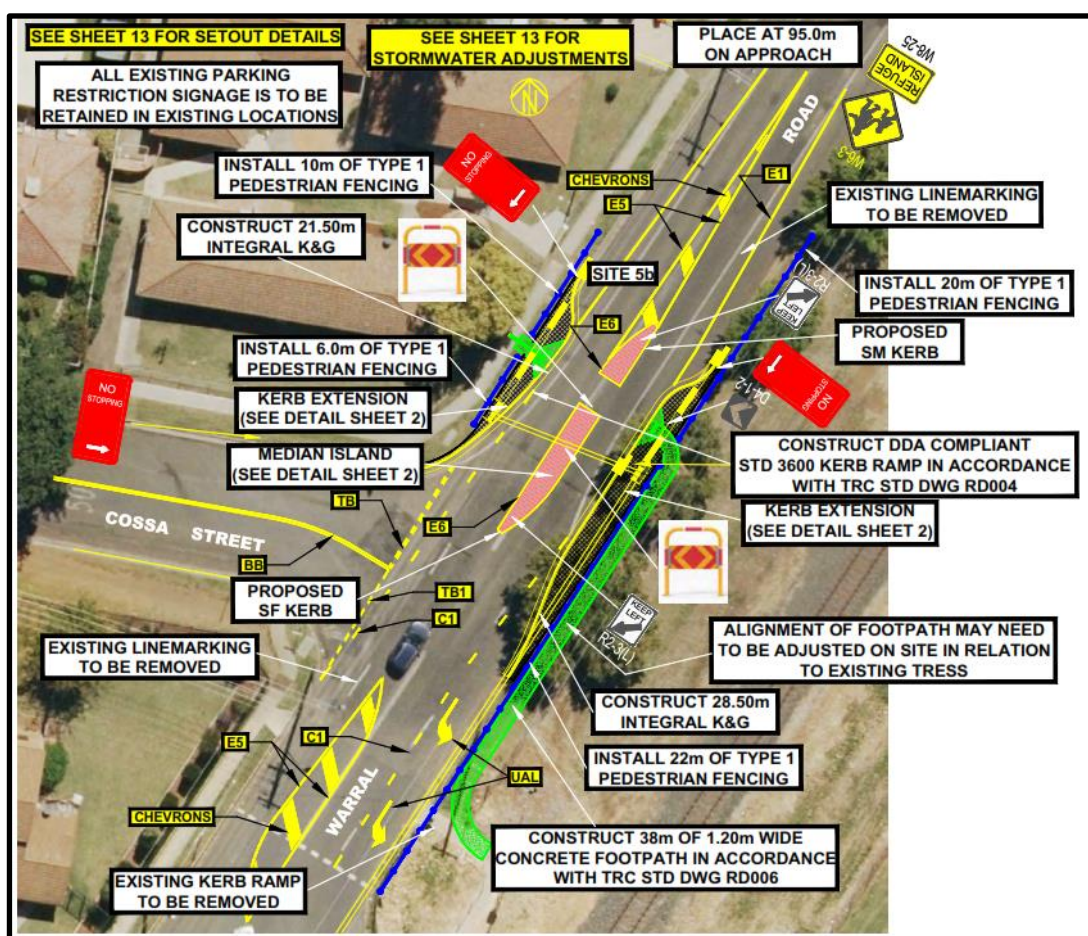 SEE SHEET 13 FOR SETOUT DETAILS
SEE SHEET 13 FOR
STORMWATER ADJUSTMENTS
PLACE AT 95.0m
ON APPROACH
W8-25
REFUGE
ISLAND
W6-3
ALL EXISTING PARKING
RESTRICTION SIGNAGE IS TO BE
RETAINED IN EXISTING LOCATIONS
N
ROAD
INSTALL 10m OF TYPE 1
PEDESTRIAN FENCING
NO
STOPPING
CHEVRONS
E1
E5
EXISTING LINEMARKING
TO BE REMOVED
CONSTRUCT 21.50m
INTEGRAL K&G
SITE 5b
R2-3(L)
KEEP
LEFT
INSTALL 20m OF TYPE 1
PEDESTRIAN FENCING
E6
PROPOSED
SM KERB
INSTALL 6.0m OF TYPE 1
PEDESTRIAN FENCING
D4-1-2
NO
STOPPING
NO
STOPPING
KERB EXTENSION
(SEE DETAIL SHEET 2)
MEDIAN ISLAND
(SEE DETAIL SHEET 2)
CONSTRUCT DDA COMPLIANT
STD 3600 KERB RAMP IN ACCORDANCE
WITH TRC STD DWG RD004
KERB EXTENSION
(SEE DETAIL SHEET 2)
50
TB
E6
COSSA STREET
BB
PROPOSED
SF KERB
TB1
C1
KEEP
LEFT
R2-3(L)
ALIGNMENT OF FOOTPATH MAY NEED
TO BE ADJUSTED ON SITE IN RELATION
TO EXISTING TRESS
EXISTING LINEMARKING
TO BE REMOVED
CONSTRUCT 28.50m
INTEGRAL K&G
E5
C1
UAL
INSTALL 22m OF TYPE 1
PEDESTRIAN FENCING
CHEVRONS
WARRAL
CONSTRUCT 38m OF 1.20m WIDE
CONCRETE FOOTPATH IN ACCORDANCE
WITH TRC STD DWG RD006
EXISTING KERB RAMP
TO BE REMOVED